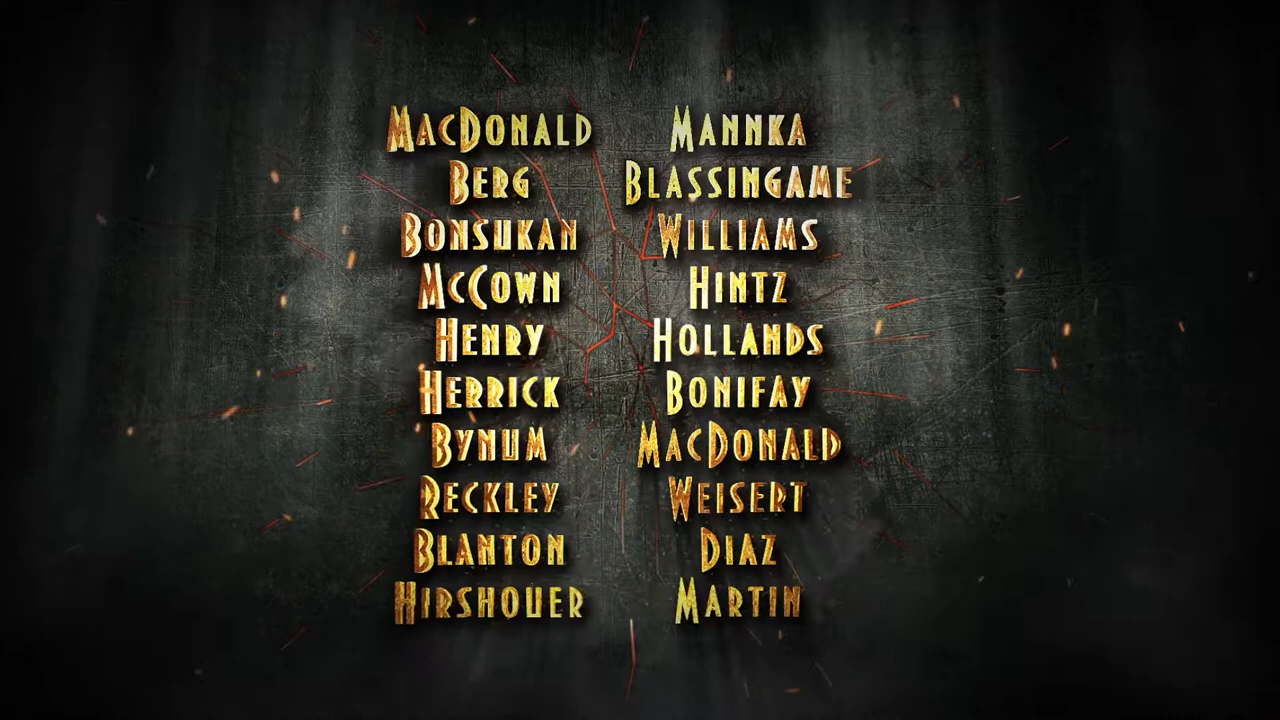 MacDonald
Berg
Bonsukan
McCown
Henry
Herrick
Bynum
Reckley
Blanton
Hirshouer
Mannka
Blassingame
Williams
Hintz
Hollands
Bonifay
MacDonald
Weisert
Diaz
Martin